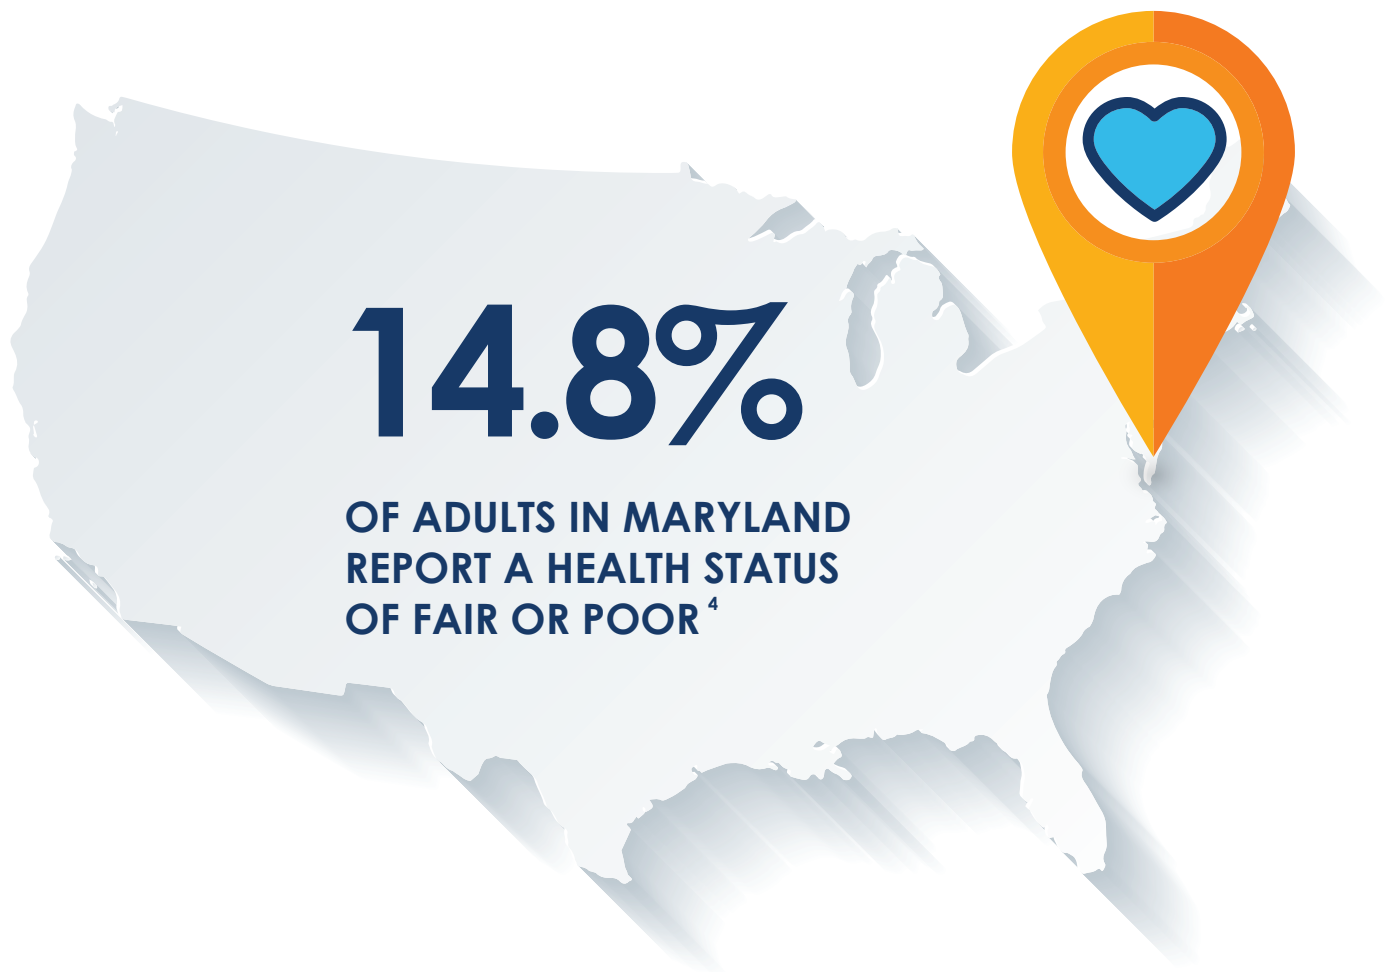 14.8%
OF ADULTS IN MARYLAND
REPORT A HEALTH STATUS
OF FAIR OR POOR 4